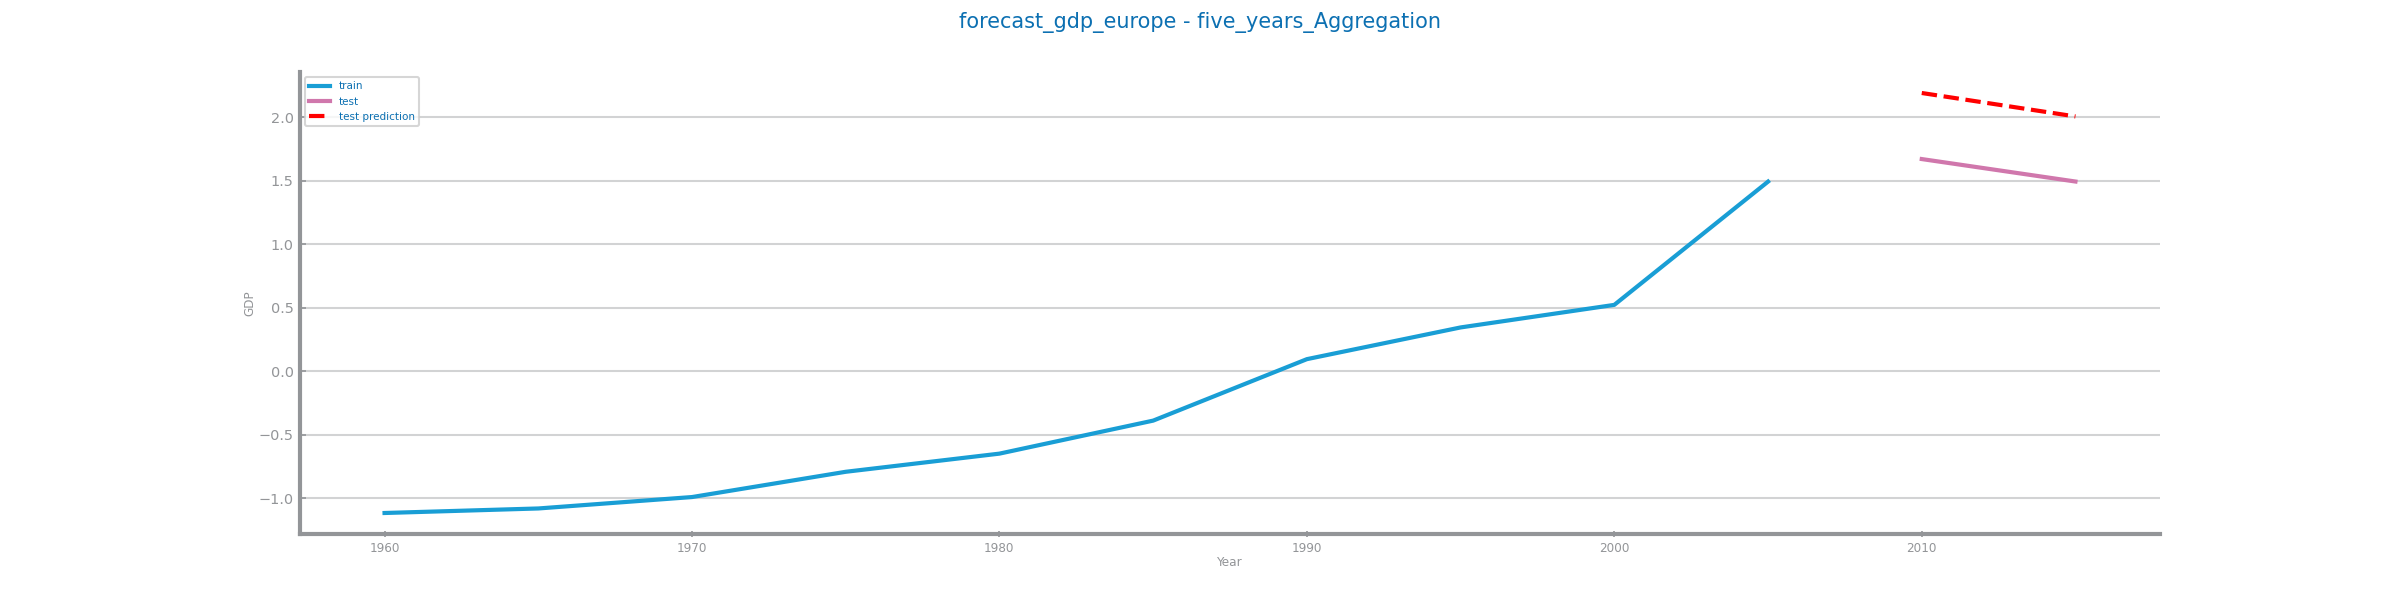 forecast_gdp_europe - five_years_Aggregation
train
test
test prediction
2.0
1.5
1.0
0.5
0.0
−0.5
−1.0
GDP
1960 1970 1980 1990 2000 2010
Year